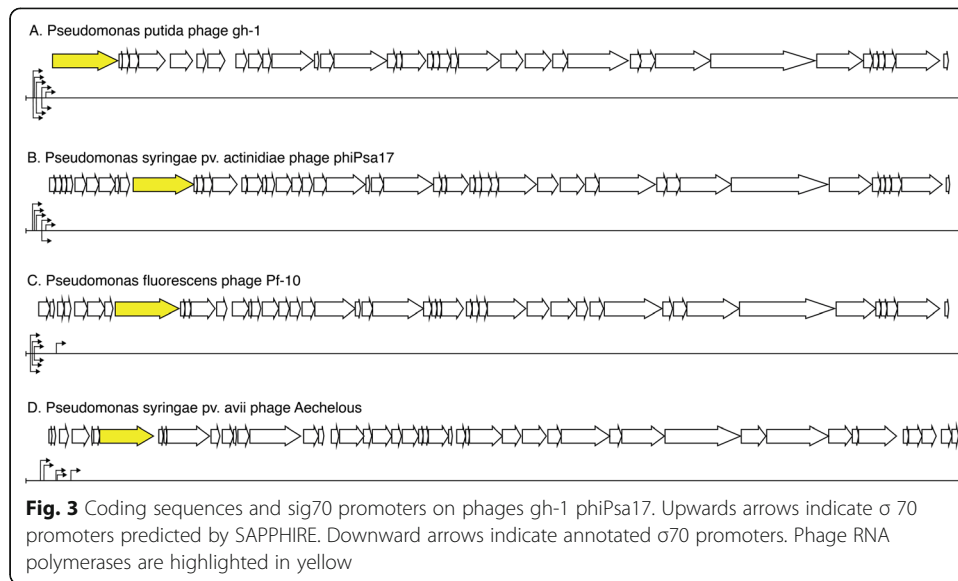 A. Pseudomonas putida phage gh-1
B. Pseudomonas syringae pv. actinidiae phage phiPsa17
C. Pseudomonas fluorescens phage Pf-10
D. Pseudomonas syringae pv. avii phage Aechelous
Fig. 3 Coding sequences and sig70 promoters on phages gh-1 phiPsa17. Upwards arrows indicate σ 70
promoters predicted by SAPPHIRE. Downward arrows indicate annotated σ70 promoters. Phage RNA
polymerases are highlighted in yellow